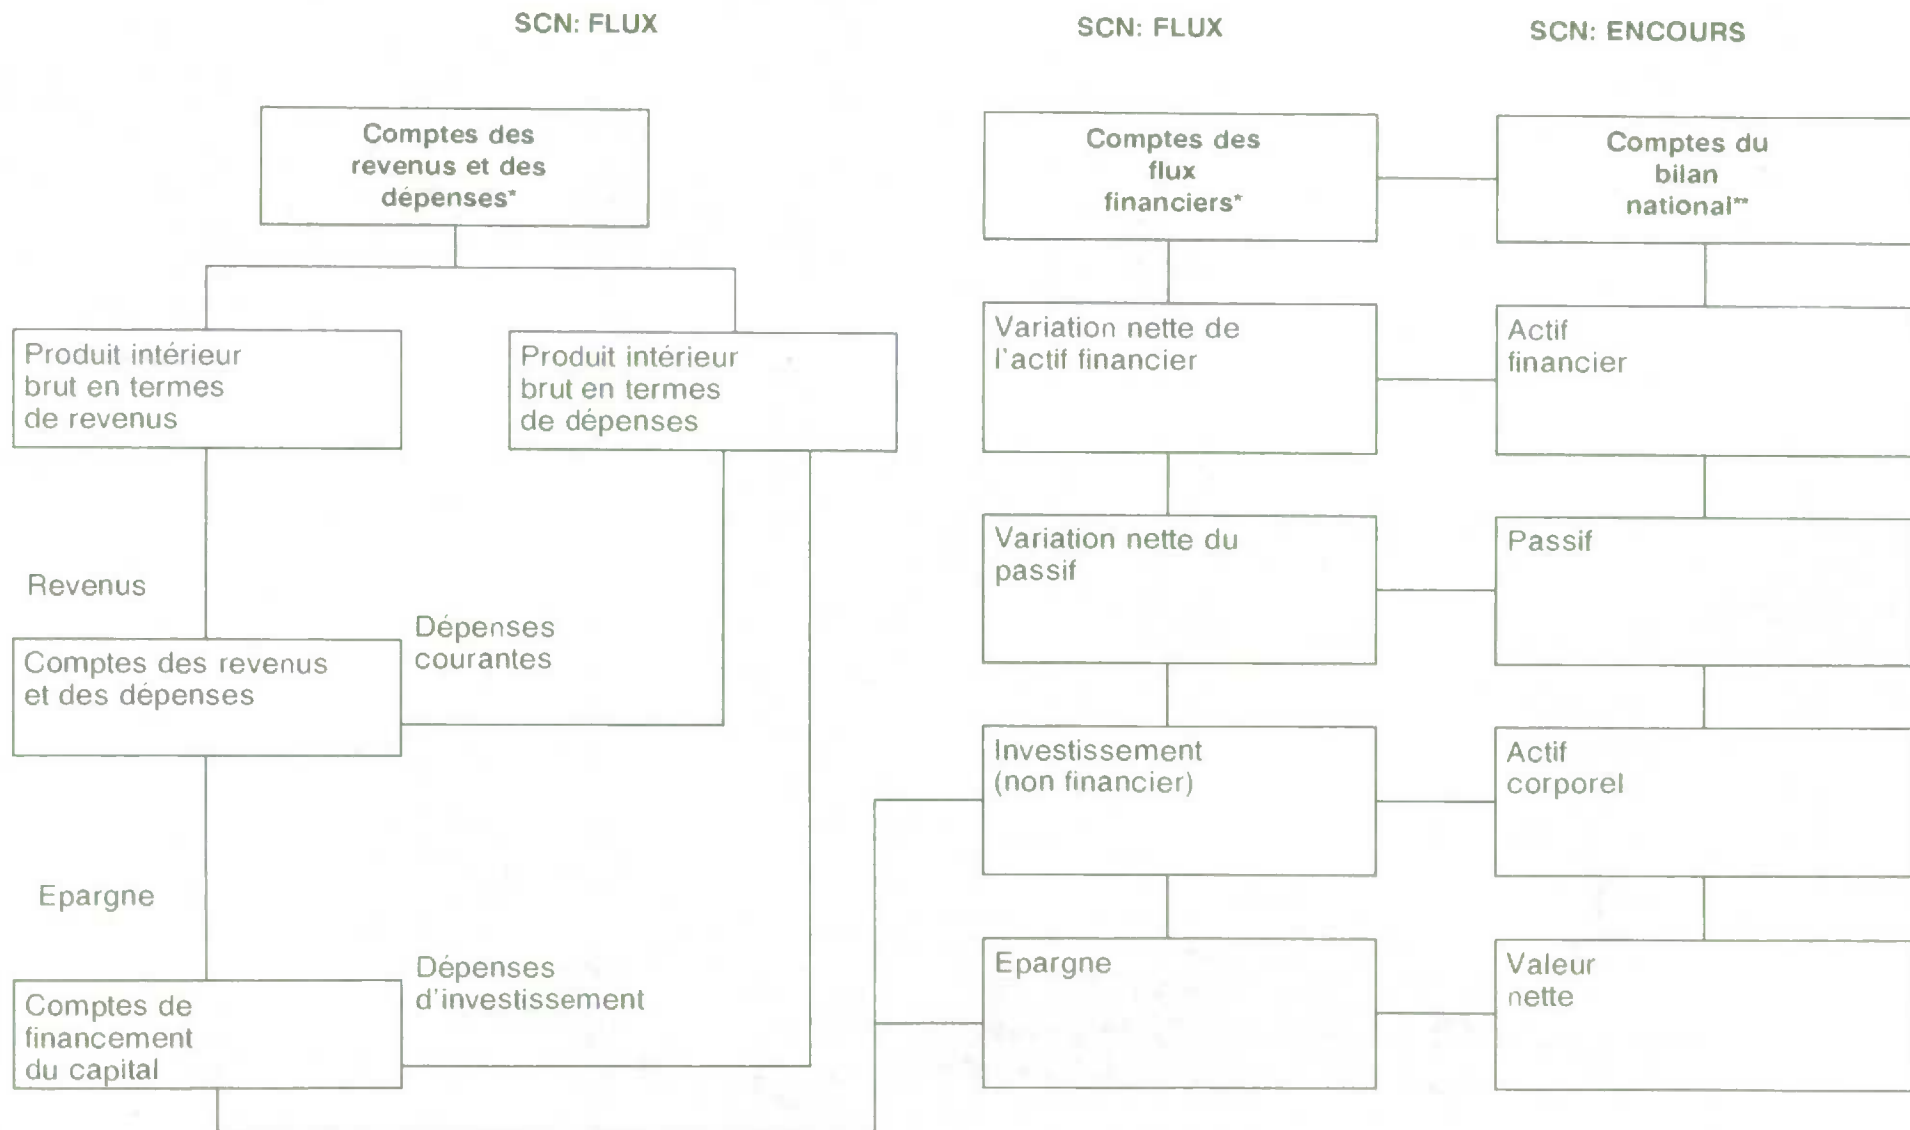 SCN: FLUX
SCN: FLUX
SCN: ENCOURS
Comptes des
revenus et des
dépenses*
Comptes des
flux
financiers*
Comptes du
bilan
national**
Produit intérieur
brut en termes
de revenus
Produit intérieur
brut en termes
de dépenses
Variation nette de
l'actif financier
Actif
financier
Variation nette du
passif
Passif
Revenus
Dépenses
courantes
Comptes des revenus
et des dépenses
Investissement
(non financier)
Actif
corporel
Epargne
Dépenses
d'investissement
Epargne
Valeur
nette
Comptes de
financement
du capital